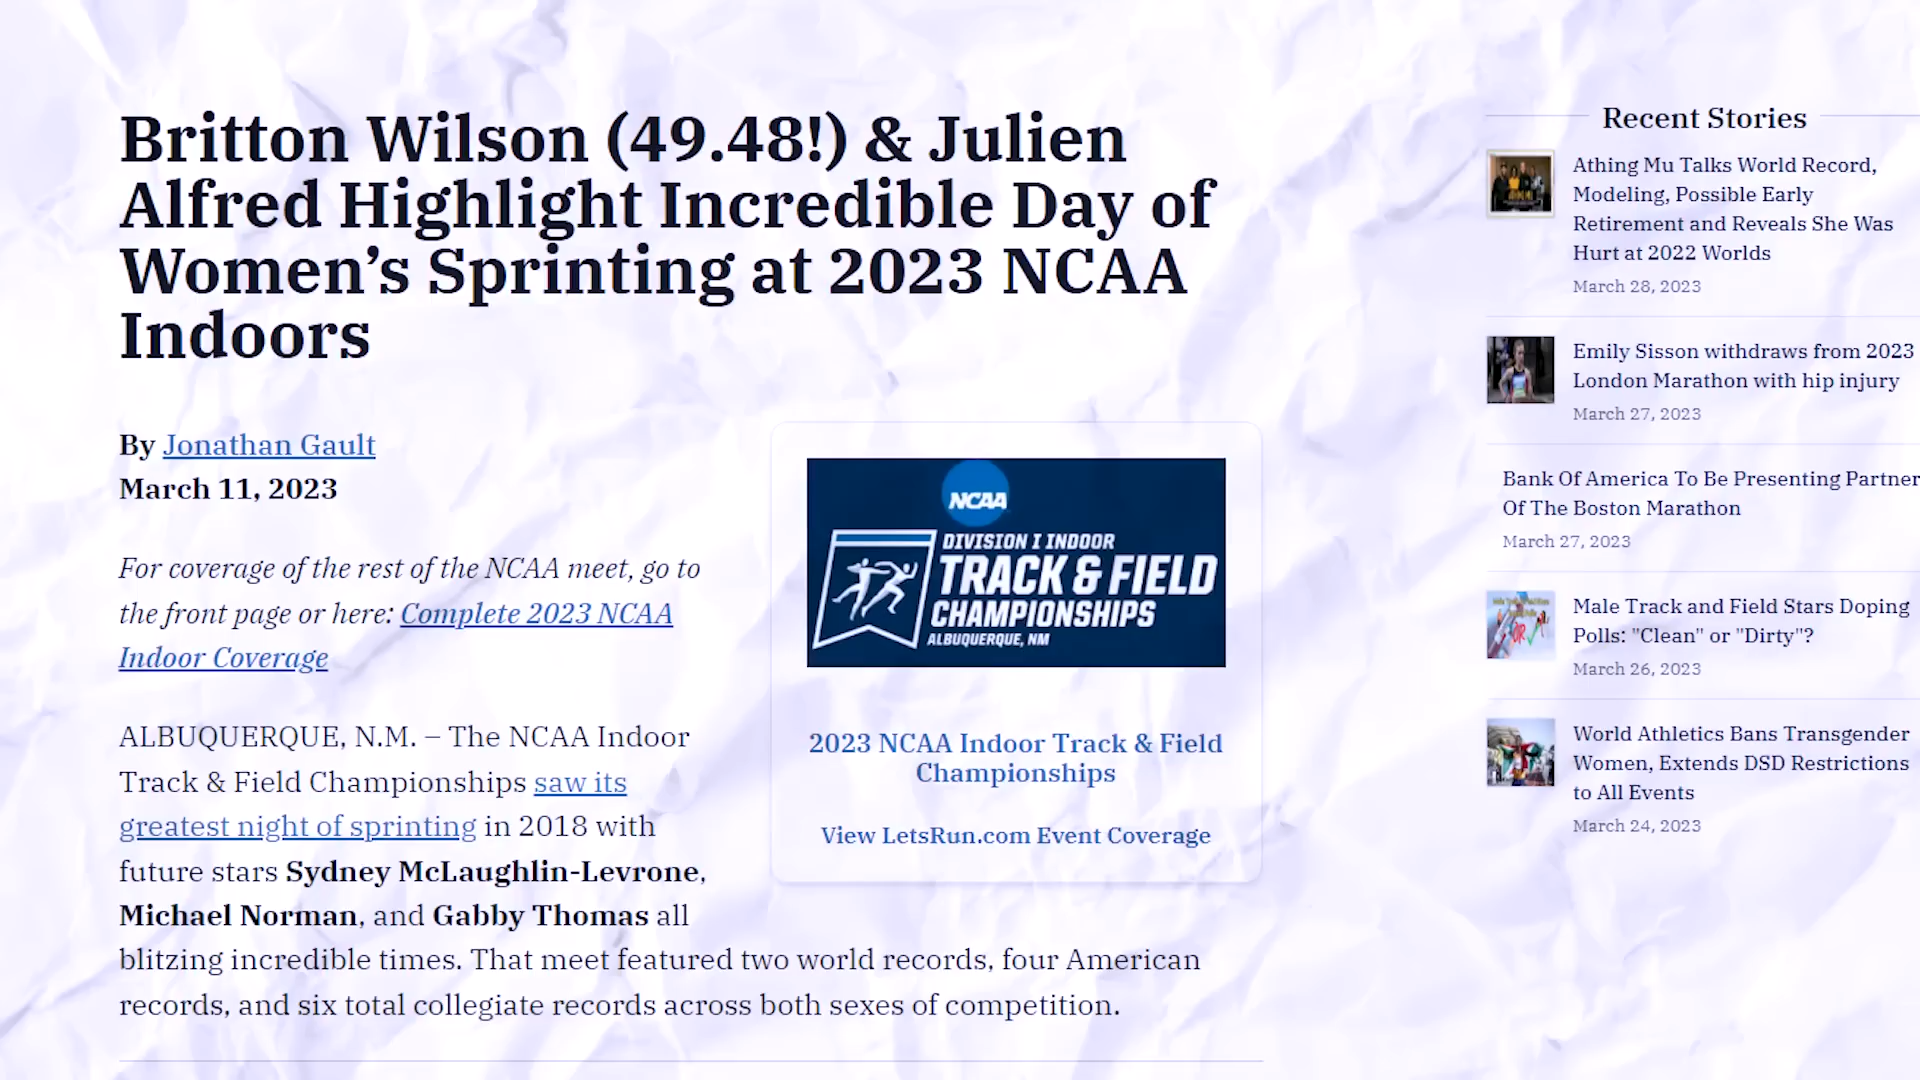 Britton Wilson (49.48!) & Julien
Alfred Highlight Incredible Day of
Women’s Sprinting at 2023 NCAA
Indoors
By Jonathan Gault
March 11, 2023
For coverage of the rest of the NCAA meet, go to
the front page or here: Complete 2023 NCAA
Indoor Coverage
ALBUQUERQUE, N.M. – The NCAA Indoor
Track & Field Championships saw its
greatest night of sprinting in 2018 with
future stars Sydney McLaughlin-Levrone,
Michael Norman, and Gabby Thomas all
blitzing incredible times. That meet featured two world records, four American
records, and six total collegiate records across both sexes of competition.
NCAA
DIVISION I INDOOR
TRACK & FIELD
CHAMPIONSHIPS
ALBUQUERQUE, NM
2023 NCAA Indoor Track & Field
Championships
View LetsRun.com Event Coverage
Recent Stories
Athing Mu Talks World Record,
Modeling, Possible Early
Retirement and Reveals She Was
Hurt at 2022 Worlds
March 28, 2023
Emily Sisson withdraws from 2023
London Marathon with hip injury
March 27, 2023
Bank Of America To Be Presenting Partner
Of The Boston Marathon
March 27, 2023
Male Track and Field Stars Doping
Polls: "Clean" or "Dirty"?
March 26, 2023
World Athletics Bans Transgender
Women, Extends DSD Restrictions
to All Events
March 24, 2023